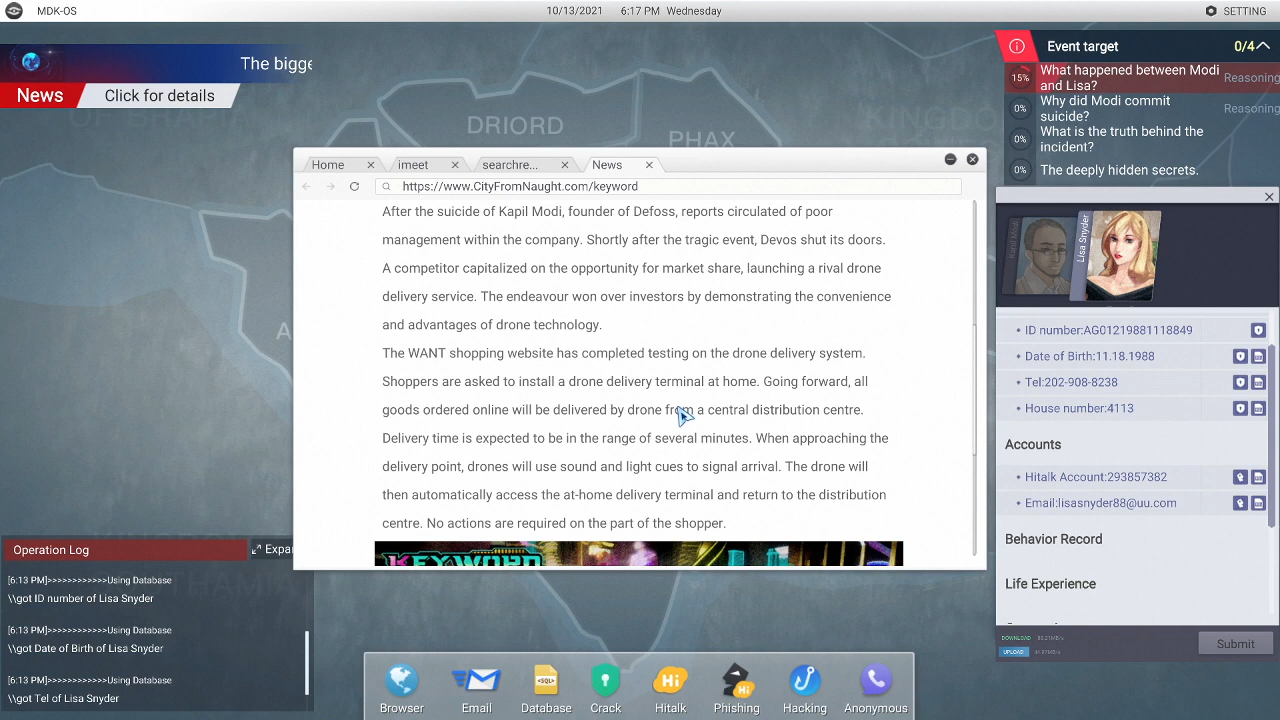 MDK-OS
10/13/2021 6:17 PM Wednesday
SETTING
The bigge
News
Click for details
Event target
0/4
15%
What happened between Modi
and Lisa?
Reasoning
0%
Why did Modi commit
suicide?
Reasoning
0%
What is the truth behind the
incident?
0%
The deeply hidden secrets.
DRIORD
PHAX
Home
imeet
searchre...
News
https://www.CityFromNaught.com/keyword
After the suicide of Kapil Modi, founder of Defoss, reports circulated of poor
management within the company. Shortly after the tragic event, Devos shut its doors.
A competitor capitalized on the opportunity for market share, launching a rival drone
delivery service. The endeavour won over investors by demonstrating the convenience
and advantages of drone technology.
The WANT shopping website has completed testing on the drone delivery system.
Shoppers are asked to install a drone delivery terminal at home. Going forward, all
goods ordered online will be delivered by drone from a central distribution centre.
Delivery time is expected to be in the range of several minutes. When approaching the
delivery point, drones will use sound and light cues to signal arrival. The drone will
then automatically access the at-home delivery terminal and return to the distribution
centre. No actions are required on the part of the shopper.
KEYWORD
Kapil Modi
Lisa Snyder
• ID number:AG01219881118849
• Date of Birth:11.18.1988
• Tel:202-908-8238
• House number:4113
Accounts
• Hitalk Account:293857382
• Email:lisasnyder88@uu.com
Behavior Record
Life Experience
DOWNLOAD
UPLOAD
Submit
Operation Log
Expan
[6:13 PM]>>>>>>>>>>>>Using Database
\\got ID number of Lisa Snyder
[6:13 PM]>>>>>>>>>>>>Using Database
\\got Date of Birth of Lisa Snyder
[6:13 PM]>>>>>>>>>>>>Using Database
\\got Tel of Lisa Snyder
Browser
Email
<SQL>
Database
Crack
Hi
Hitalk
Hi
Phishing
Hacking
Anonymous